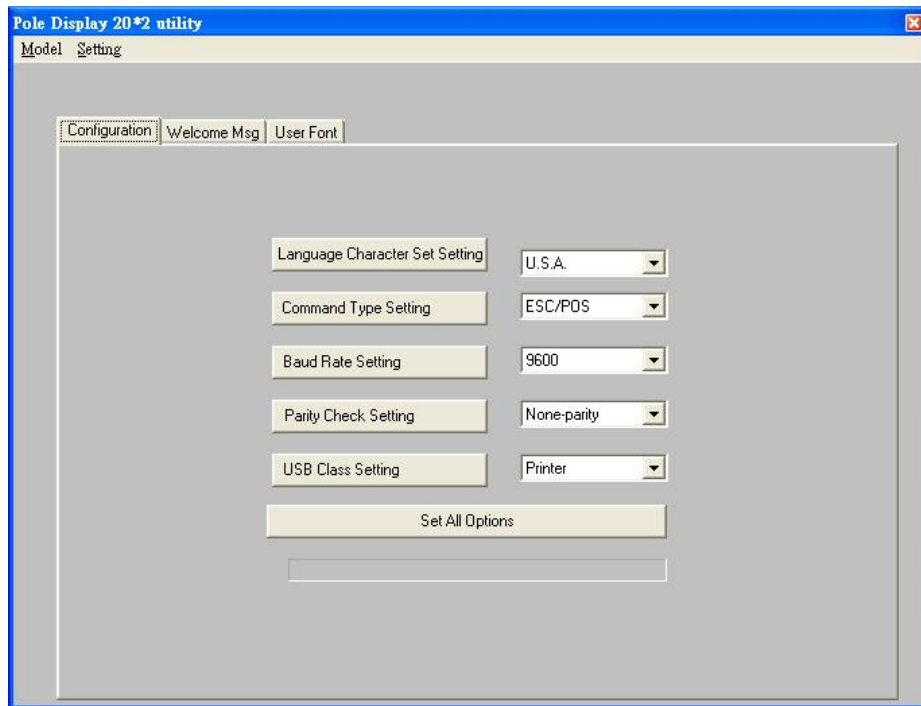 Pole Display 20*2 utility
Model Setting
Configuration Welcome Msg User Font
Language Character Set Setting U.S.A.
Command Type Setting ESC/POS
Baud Rate Setting 9600
Parity Check Setting None-parity
USB Class Setting Printer
Set All Options